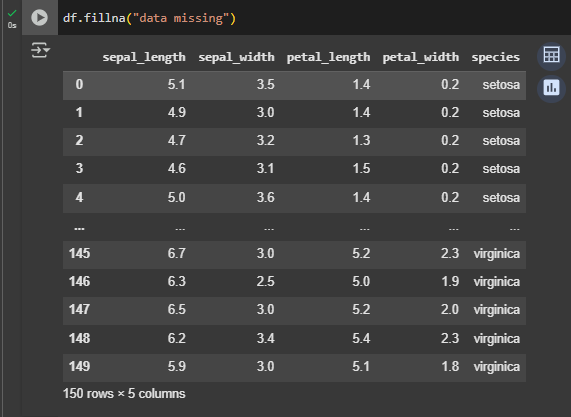 df.fillna("data missing")
0s
sepal_length sepal_width petal_length petal_width species
0 5.1 3.5 1.4 0.2 setosa
1 4.9 3.0 1.4 0.2 setosa
2 4.7 3.2 1.3 0.2 setosa
3 4.6 3.1 1.5 0.2 setosa
4 5.0 3.6 1.4 0.2 setosa
... ... ... ... ... ...
145 6.7 3.0 5.2 2.3 virginica
146 6.3 2.5 5.0 1.9 virginica
147 6.5 3.0 5.2 2.0 virginica
148 6.2 3.4 5.4 2.3 virginica
149 5.9 3.0 5.1 1.8 virginica
150 rows × 5 columns